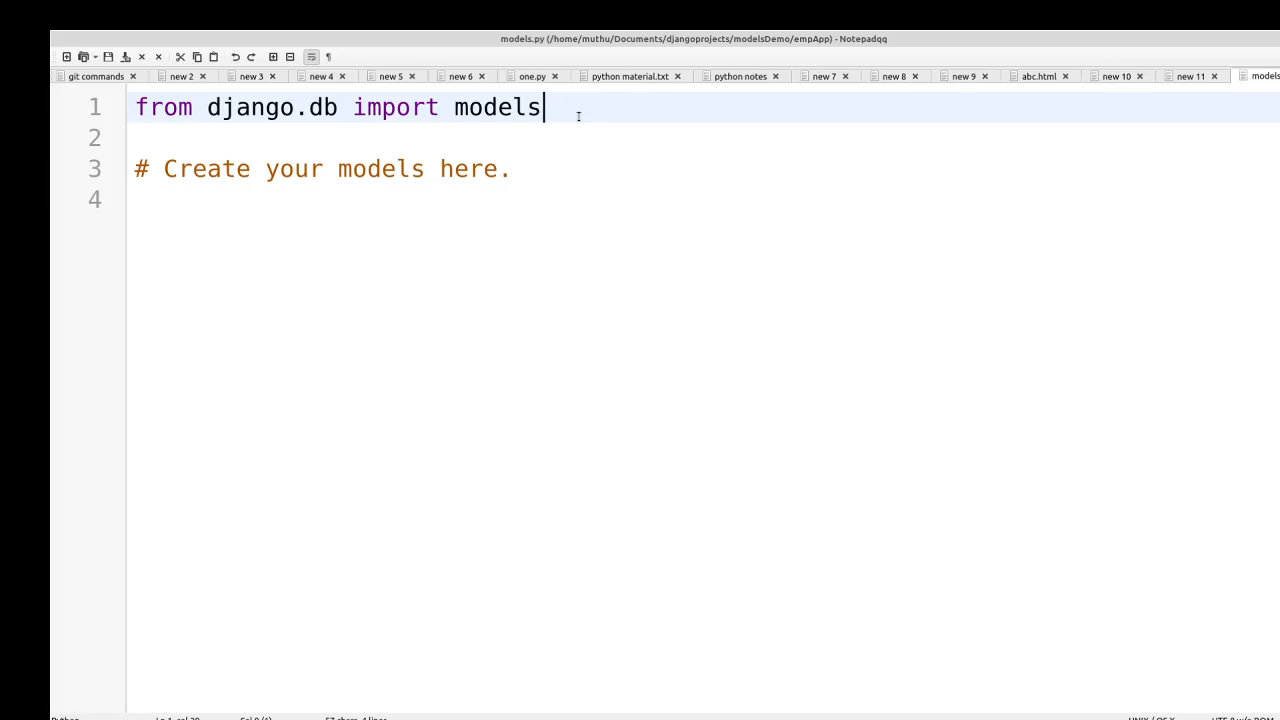 models.py (/home/muthu/Documents/djangoprojects/modelsDemo/empApp) - Notepadqq
git commands new 2 new 3 new 4 new 5 new 6 one.py python material.txt python notes new 7 new 8 new 9 abc.html new 10 new 11 models
1 from django.db import models
2
3 # Create your models here.
4